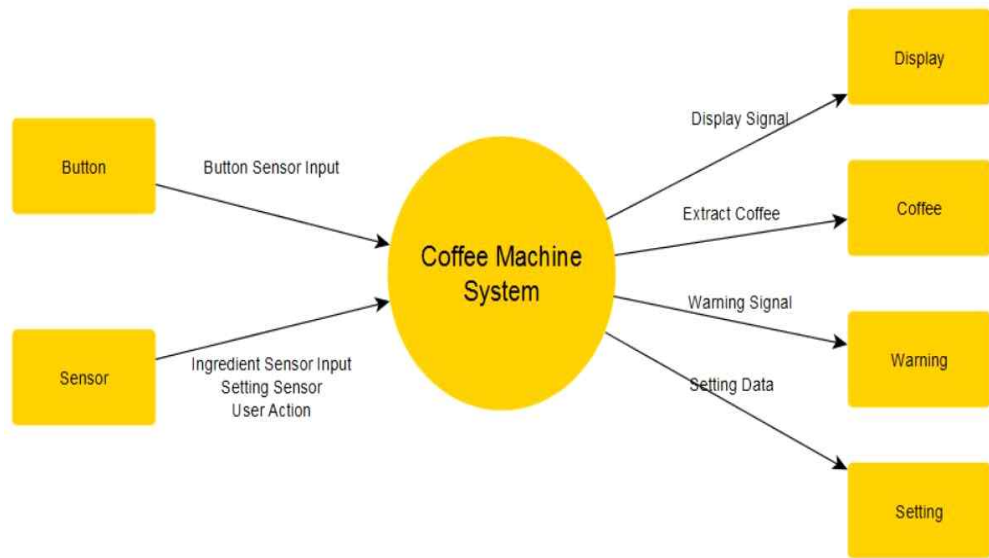 Display
Display Signal
Button
Button Sensor Input
Extract Coffee
Coffee
Coffee Machine
System
Warning Signal
Warning
Sensor
Ingredient Sensor Input
Setting Sensor
User Action
Setting Data
Setting